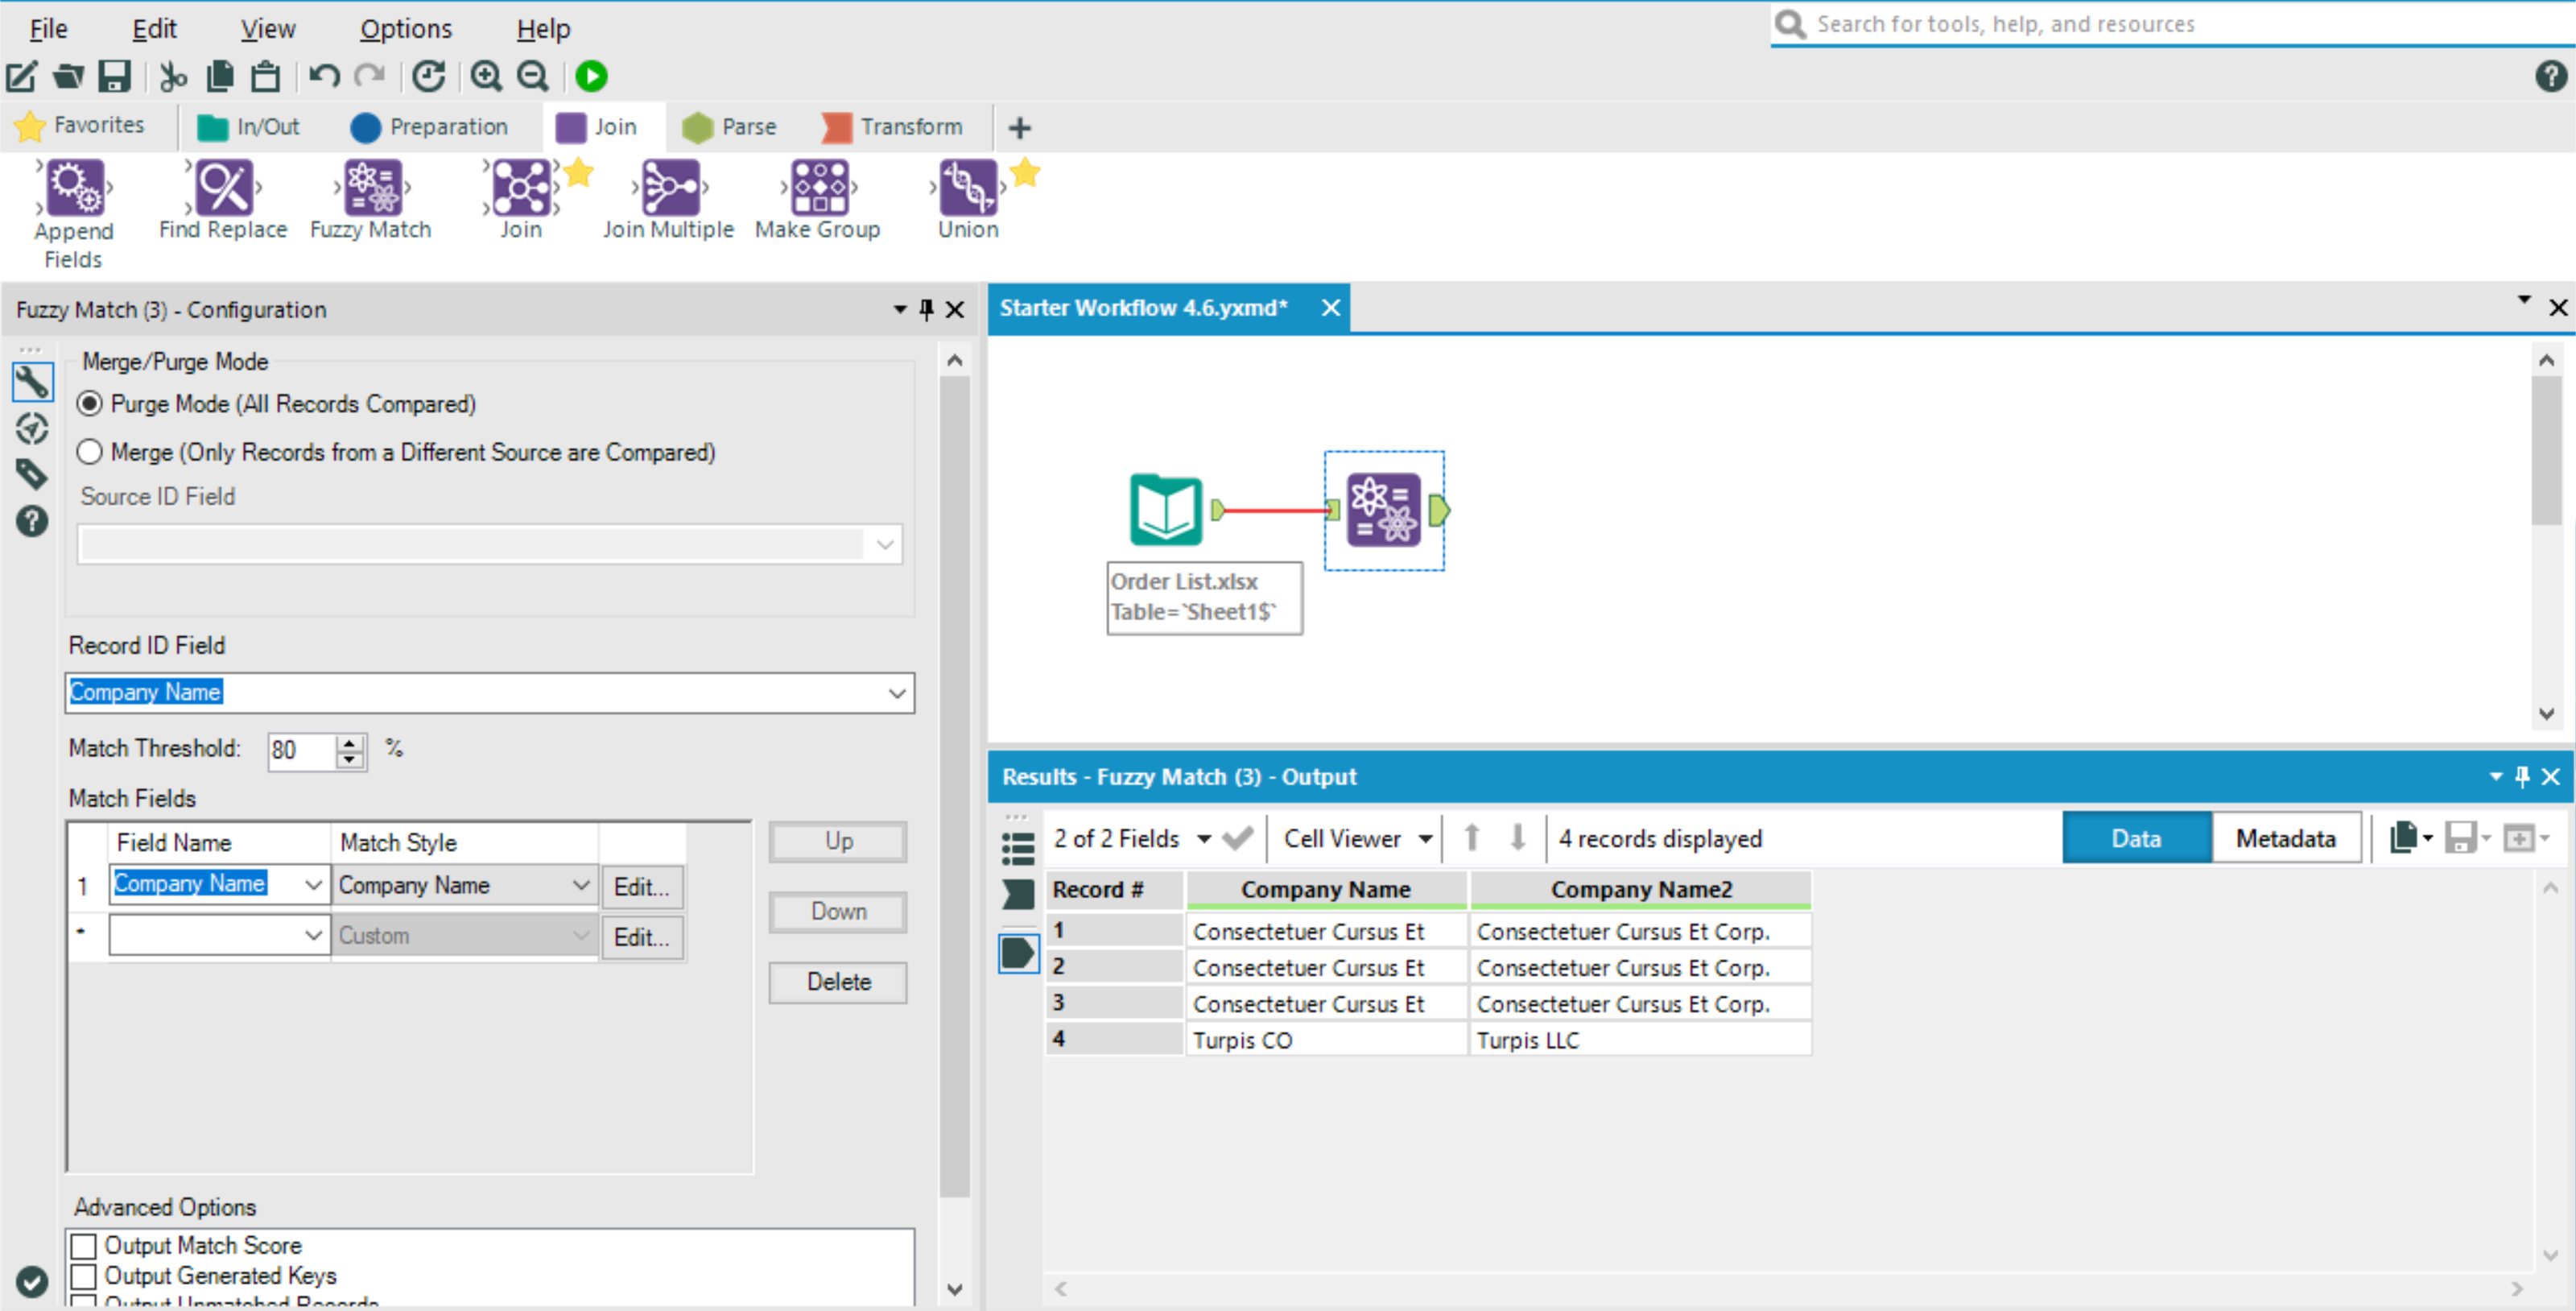 File Edit View Options Help
Search for tools, help, and resources
Favorites In/Out Preparation Join Parse Transform
Append Fields
Find Replace
Fuzzy Match
Join
Join Multiple
Make Group
Union
Fuzzy Match (3) - Configuration
Merge/Purge Mode
Purge Mode (All Records Compared)
Merge (Only Records from a Different Source are Compared)
Source ID Field
Record ID Field
Company Name
Match Threshold: 80 %
Match Fields
Field Name Match Style
1 Company Name Company Name Edit...
* Custom Edit...
Up
Down
Delete
Advanced Options
Output Match Score
Output Generated Keys
Output Unmatched Records
Starter Workflow 4.6.yxmd*
Order List.xlsx
Table=`Sheet1$`
Results - Fuzzy Match (3) - Output
2 of 2 Fields Cell Viewer 4 records displayed Data Metadata
Record # Company Name Company Name2
1 Consectetuer Cursus Et Consectetuer Cursus Et Corp.
2 Consectetuer Cursus Et Consectetuer Cursus Et Corp.
3 Consectetuer Cursus Et Consectetuer Cursus Et Corp.
4 Turpis CO Turpis LLC